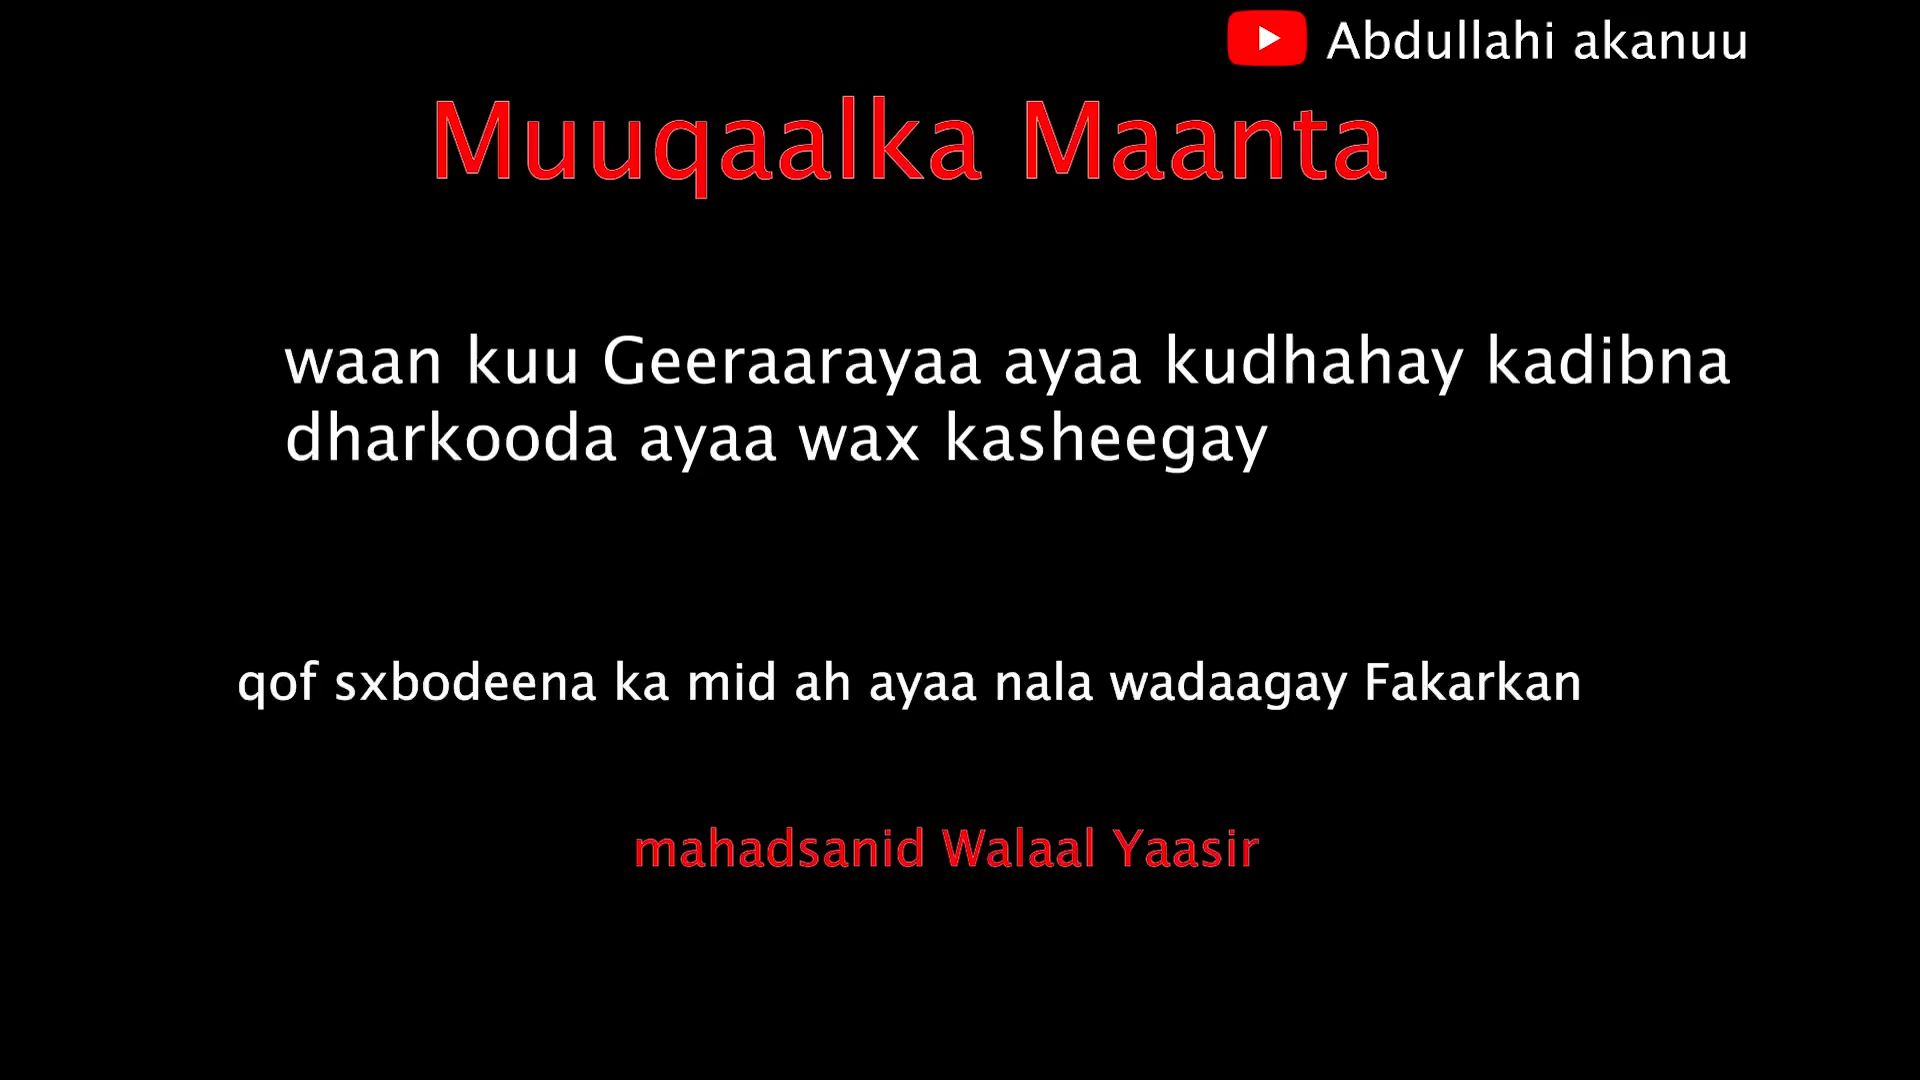 Abdullahi akanuu
Muuqaalka Maanta
waan kuu Geeraarayaa ayaa kudhahay kadibna
dharkooda ayaa wax kasheegay
qof sxbodeena ka mid ah ayaa nala wadaagay Fakarkan
mahadsanid Walaal Yaasir